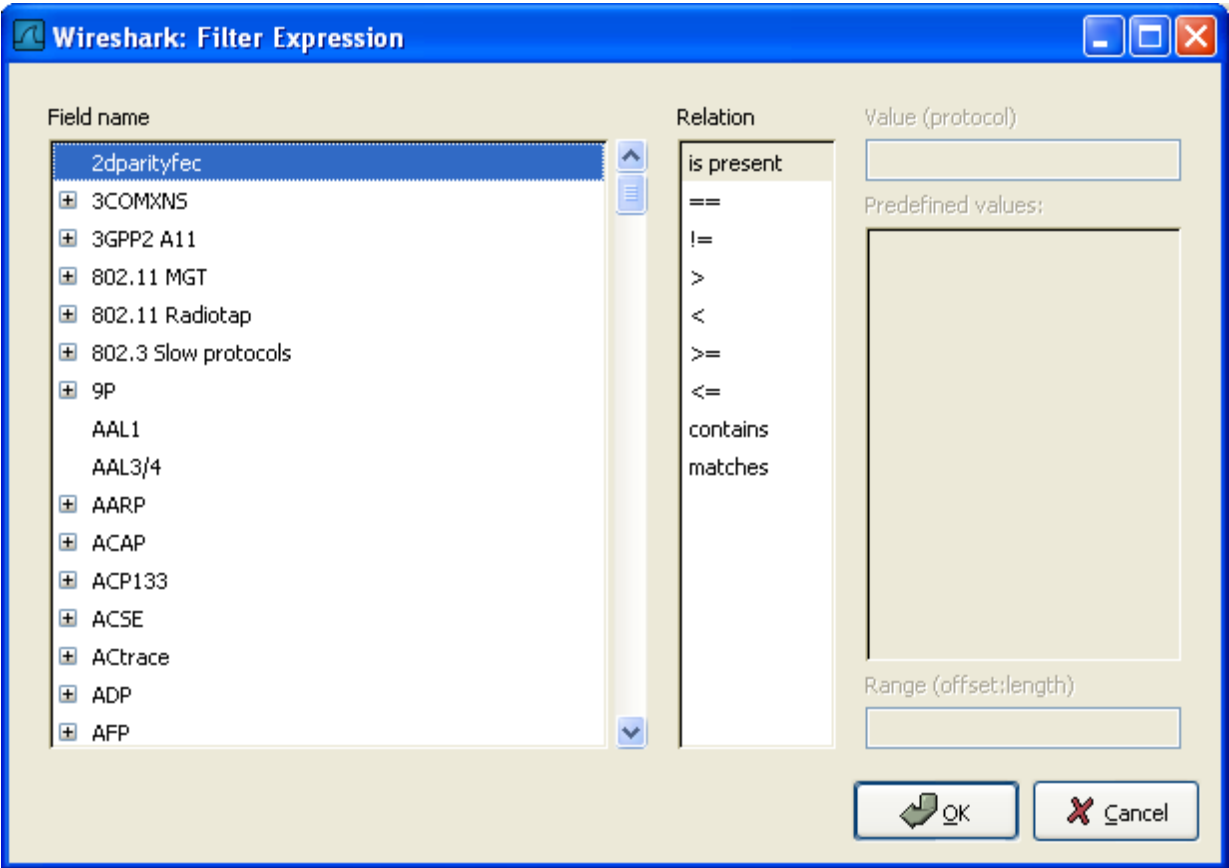 Wireshark: Filter Expression
Field name
2dparityfec
3COMXNS
3GPP2 A11
802.11 MGT
802.11 Radiotap
802.3 Slow protocols
9P
AAL1
AAL3/4
AARP
ACAP
ACP133
ACSE
ACtrace
ADP
AFP
Relation
is present
==
!=
>
<
>=
<=
contains
matches
Value (protocol)
Predefined values:
Range (offset:length)
OK
Cancel